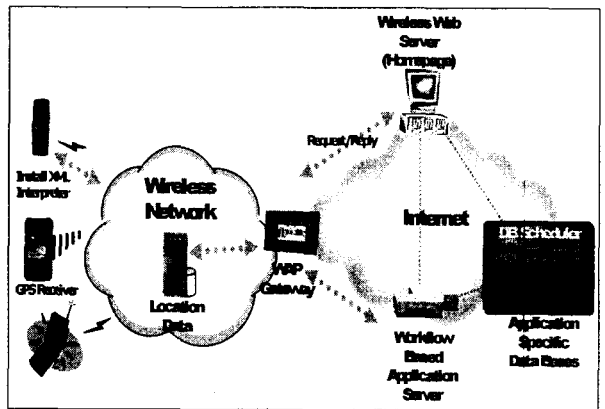 Wireless Web
Server
(Homepage)
Request/Reply
Install XML
Interpreter
Wireless
Network
Internet
DB Scheduler
GPS Receiver
WAP
Gateway
Location
Data
Workflow
Based
Application
Server
Application
Specific
Data Bases